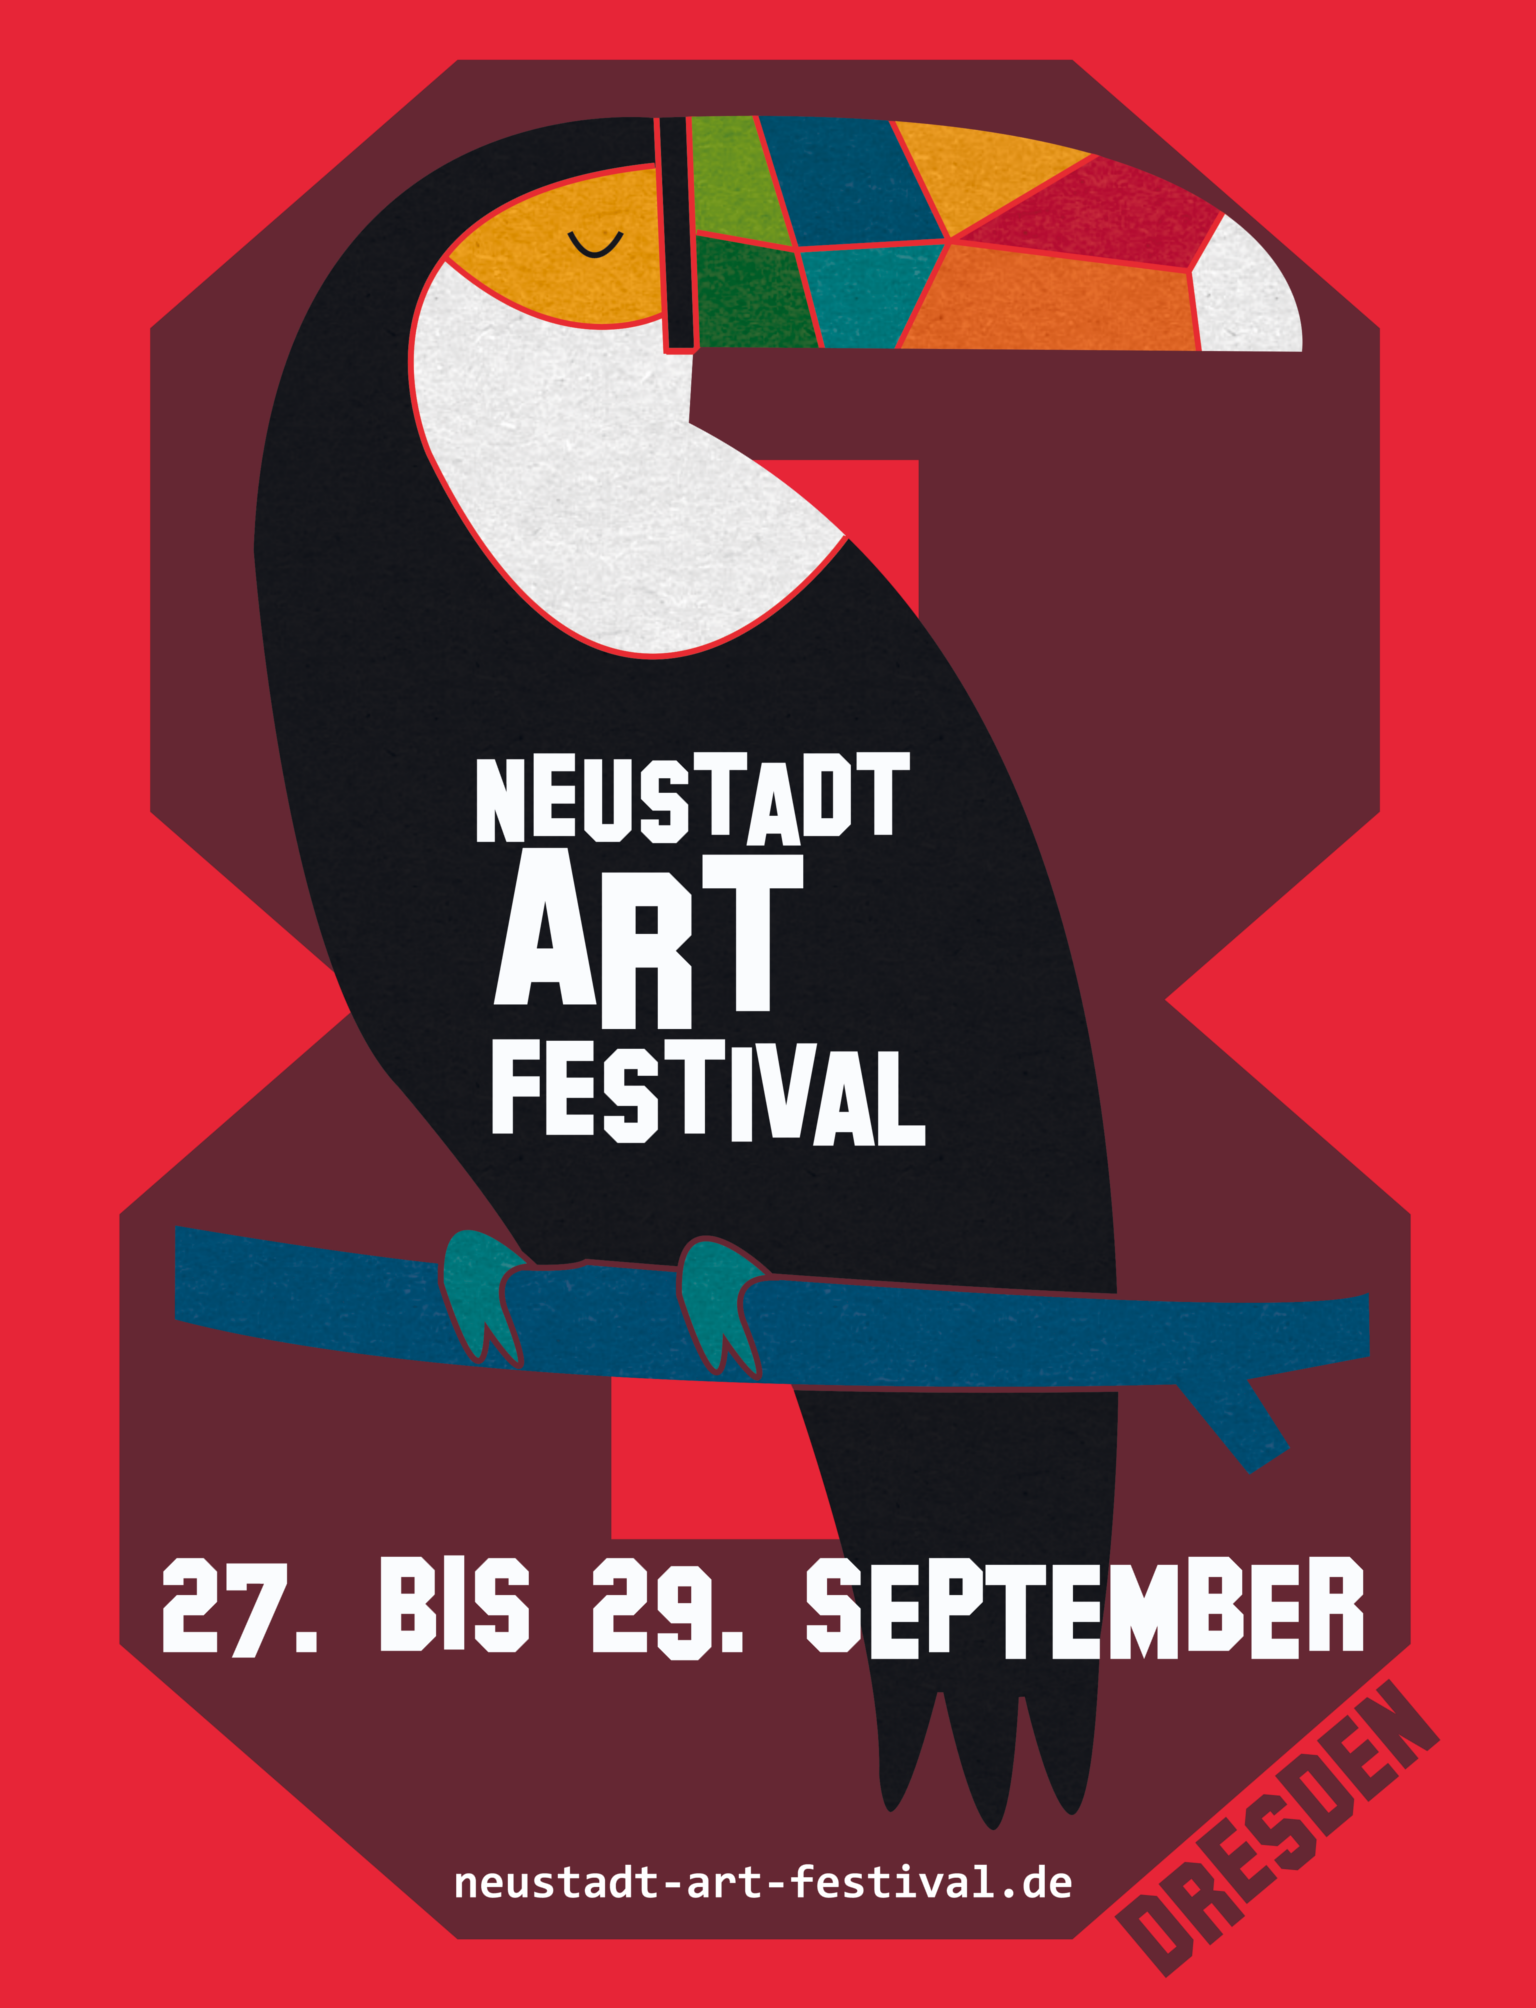 NEUSTADT
ART
FESTIVAL
27. BIS 29. SEPTEMBER
DRESDEN
neustadt-art-festival.de